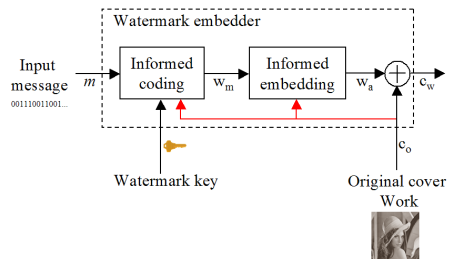 Watermark embedder
Input
message
001110011001...
m
Informed
coding
wm
Informed
embedding
wa
+
cw
co
Watermark key
Original cover
Work